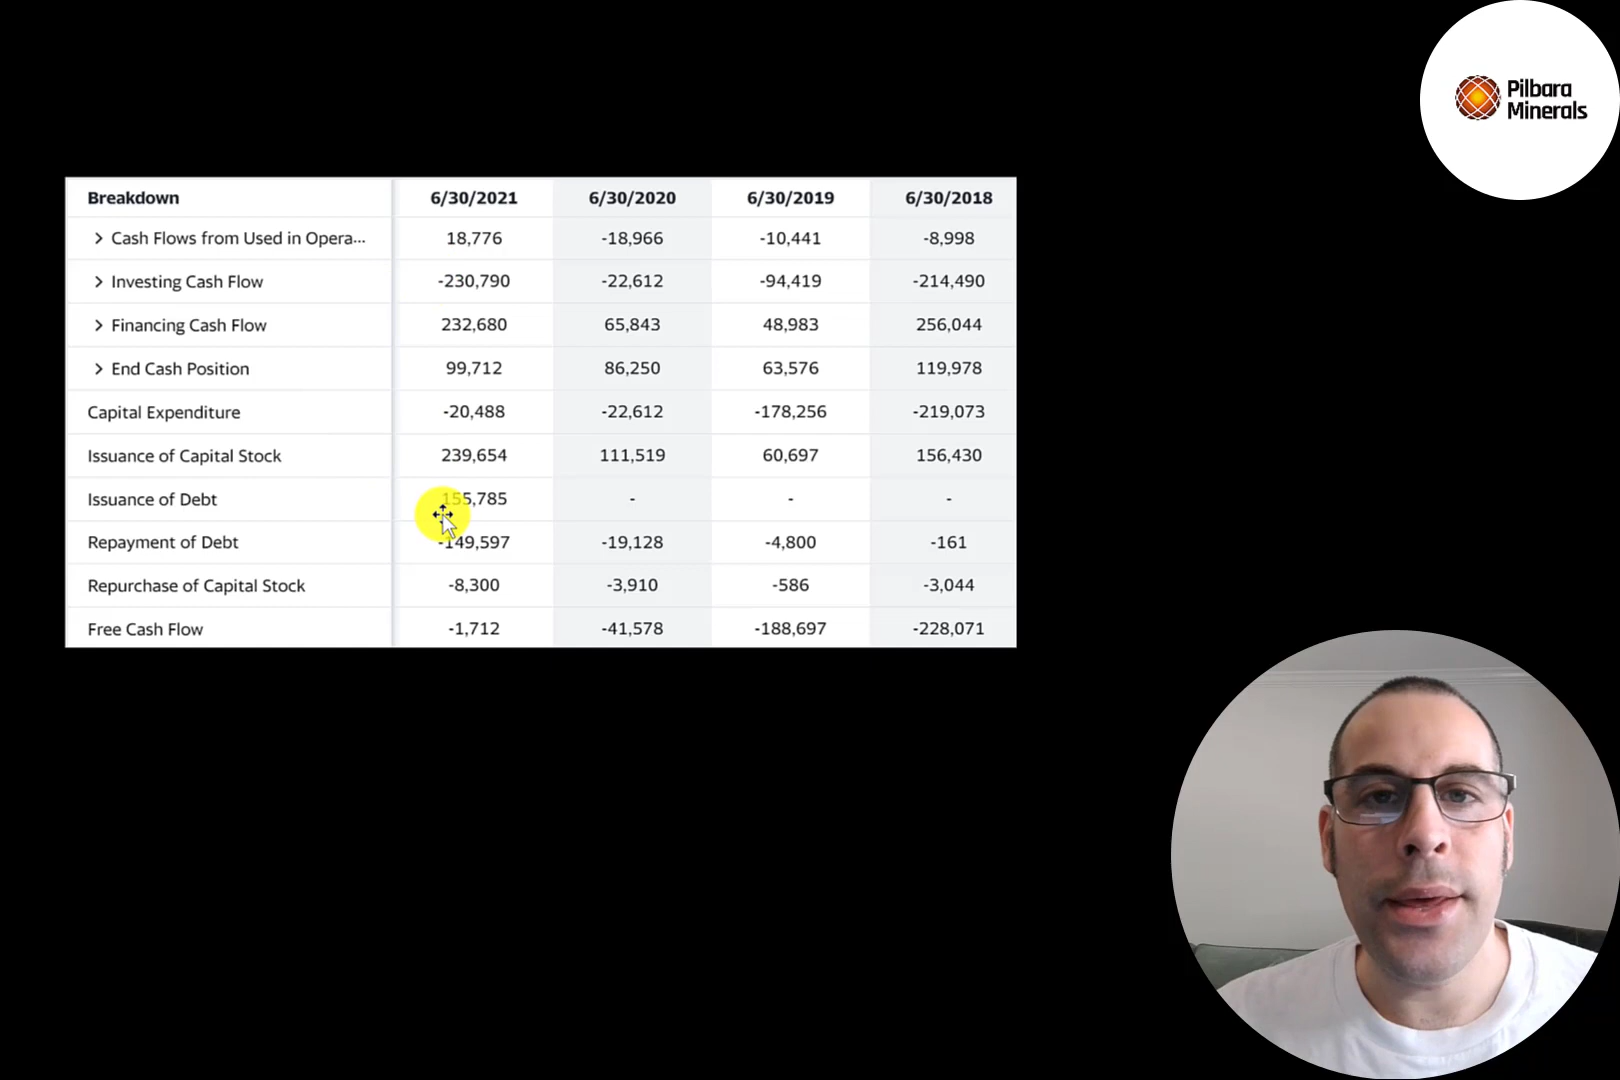 Pilbara
Minerals
Breakdown 6/30/2021 6/30/2020 6/30/2019 6/30/2018
Cash Flows from Used in Opera... 18,776 -18,966 -10,441 -8,998
Investing Cash Flow -230,790 -22,612 -94,419 -214,490
Financing Cash Flow 232,680 65,843 48,983 256,044
End Cash Position 99,712 86,250 63,576 119,978
Capital Expenditure -20,488 -22,612 -178,256 -219,073
Issuance of Capital Stock 239,654 111,519 60,697 156,430
Issuance of Debt 155,785 - - -
Repayment of Debt -149,597 -19,128 -4,800 -161
Repurchase of Capital Stock -8,300 -3,910 -586 -3,044
Free Cash Flow -1,712 -41,578 -188,697 -228,071